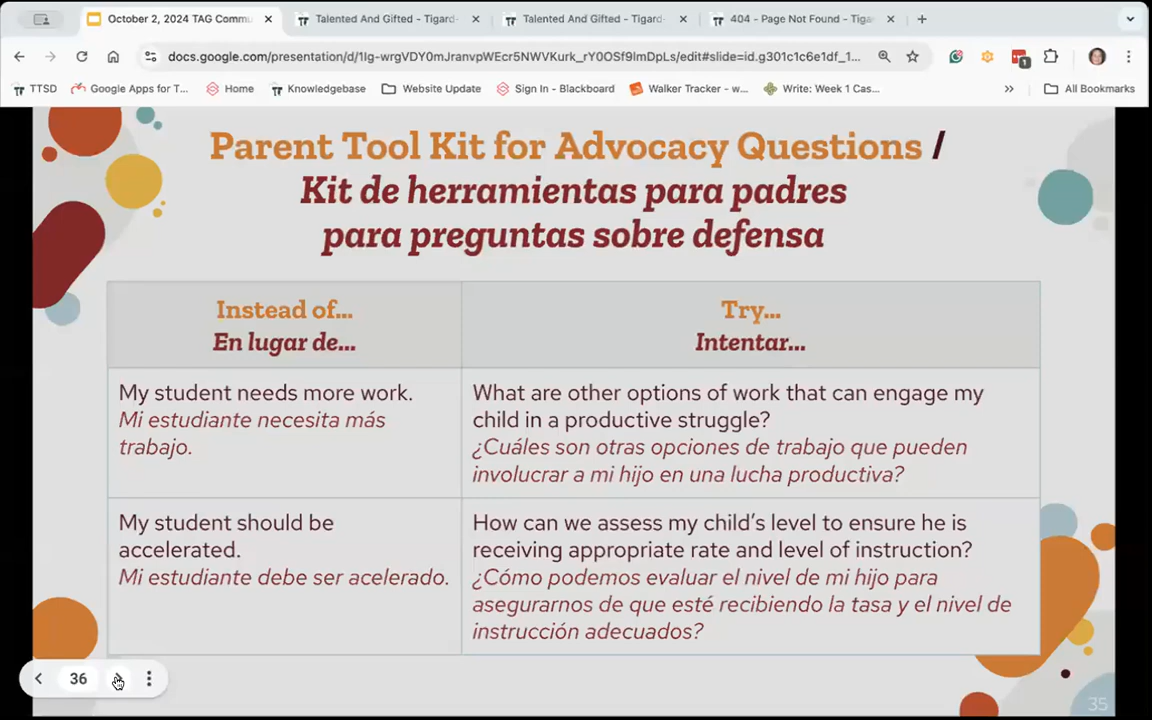 October 2, 2024 TAG Commu
Talented And Gifted - Tigard-
Talented And Gifted - Tigard-
404 - Page Not Found - Tiga
docs.google.com/presentation/d/1Ig-wrgVDY0mJranvpWEcr5NWVKurk_rY0OSf9lmDpLs/edit#slide=id.g301c1c6e1df_1...
1
TTSD
Google Apps for T...
Home
Knowledgebase
Website Update
Sign In - Blackboard
Walker Tracker - w...
Write: Week 1 Cas...
All Bookmarks
Parent Tool Kit for Advocacy Questions /
Kit de herramientas para padres
para preguntas sobre defensa
Instead of...
En lugar de...
Try...
Intentar...
My student needs more work.
Mi estudiante necesita más
trabajo.
What are other options of work that can engage my
child in a productive struggle?
¿Cuáles son otras opciones de trabajo que pueden
involucrar a mi hijo en una lucha productiva?
My student should be
accelerated.
Mi estudiante debe ser acelerado.
How can we assess my child's level to ensure he is
receiving appropriate rate and level of instruction?
¿Cómo podemos evaluar el nivel de mi hijo para
asegurarnos de que esté recibiendo la tasa y el nivel de
instrucción adecuados?
36
35